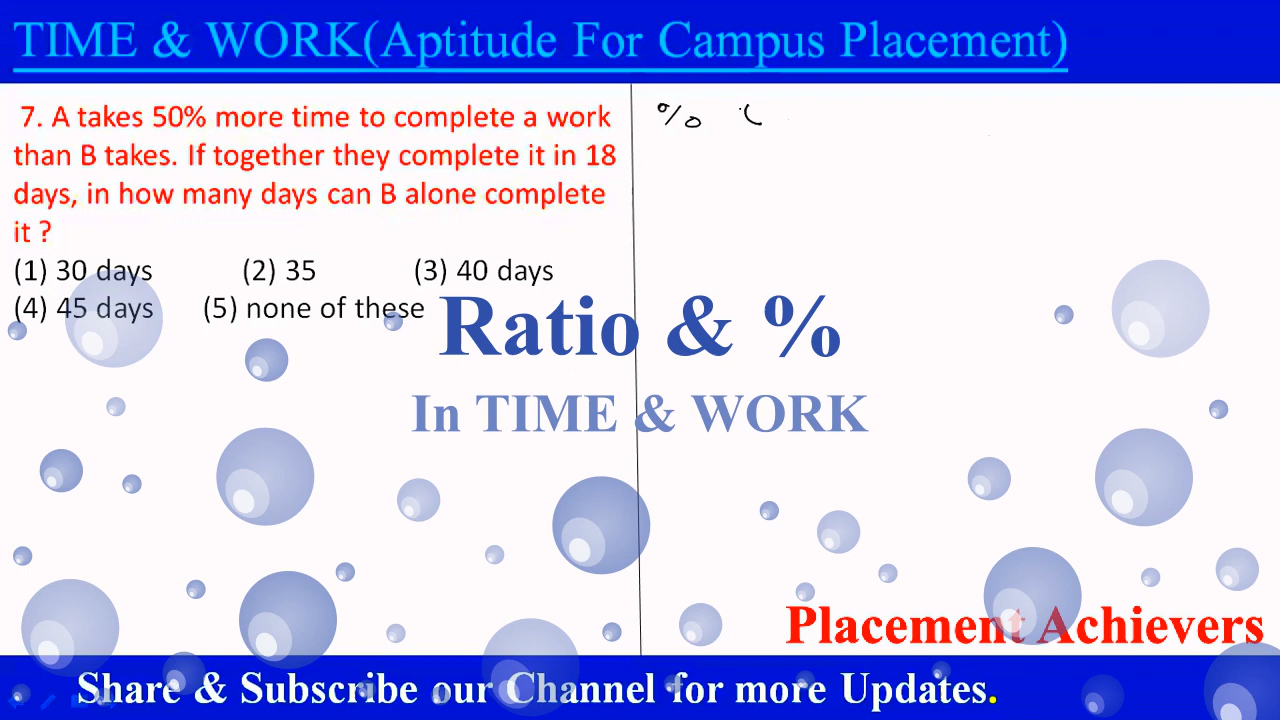 TIME & WORK(Aptitude For Campus Placement)
7. A takes 50% more time to complete a work
than B takes. If together they complete it in 18
days, in how many days can B alone complete
it ?
(1) 30 days (2) 35 (3) 40 days
(4) 45 days (5) none of these
%
Ratio & %
In TIME & WORK
Placement Achievers
Share & Subscribe our Channel for more Updates.